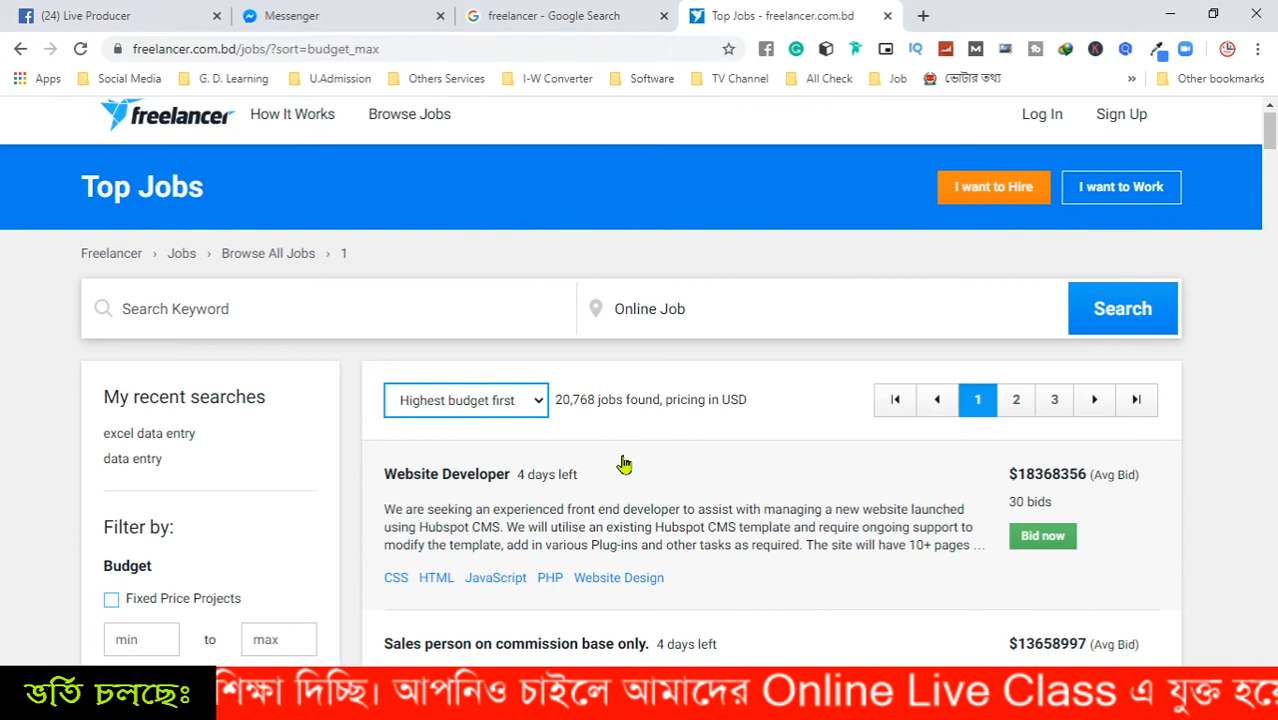 (24) Live Producer
Messenger
freelancer - Google Search
Top Jobs - freelancer.com.bd
freelancer.com.bd/jobs/?sort=budget_max
Apps
Social Media
G. D. Learning
U.Admission
Others Services
I-W Converter
Software
TV Channel
All Check
Job
ভোটার তথ্য
»
Other bookmarks
freelancer
How It Works
Browse Jobs
Log In
Sign Up
Top Jobs
I want to Hire
I want to Work
Freelancer › Jobs › Browse All Jobs › 1
Search Keyword
Online Job
Search
My recent searches
excel data entry
data entry
Filter by:
Budget
Fixed Price Projects
min to max
Highest budget first
20,768 jobs found, pricing in USD
1 2 3
Website Developer 4 days left
$18368356 (Avg Bid)
30 bids
Bid now
We are seeking an experienced front end developer to assist with managing a new website launched
using Hubspot CMS. We will utilise an existing Hubspot CMS template and require ongoing support to
modify the template, add in various Plug-ins and other tasks as required. The site will have 10+ pages ...
CSS HTML JavaScript PHP Website Design
Sales person on commission base only. 4 days left
$13658997 (Avg Bid)
ভর্তি চলছেঃ
শিক্ষা দিচ্ছি। আপনিও চাইলে আমাদের Online Live Class এ যুক্ত হয়ে